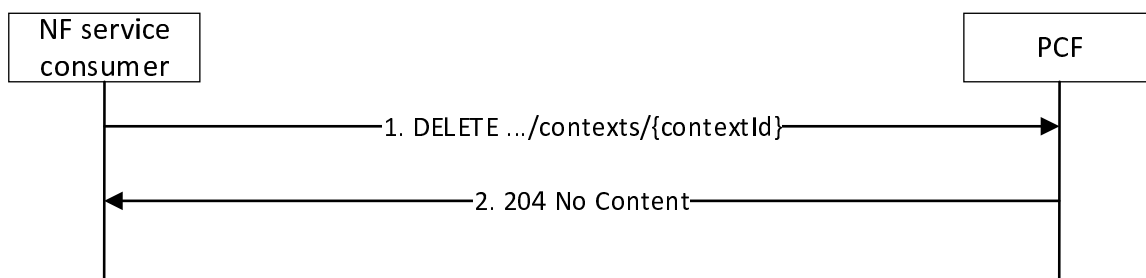 NF service
consumer
PCF
1. DELETE .../contexts/{contextId}
2. 204 No Content